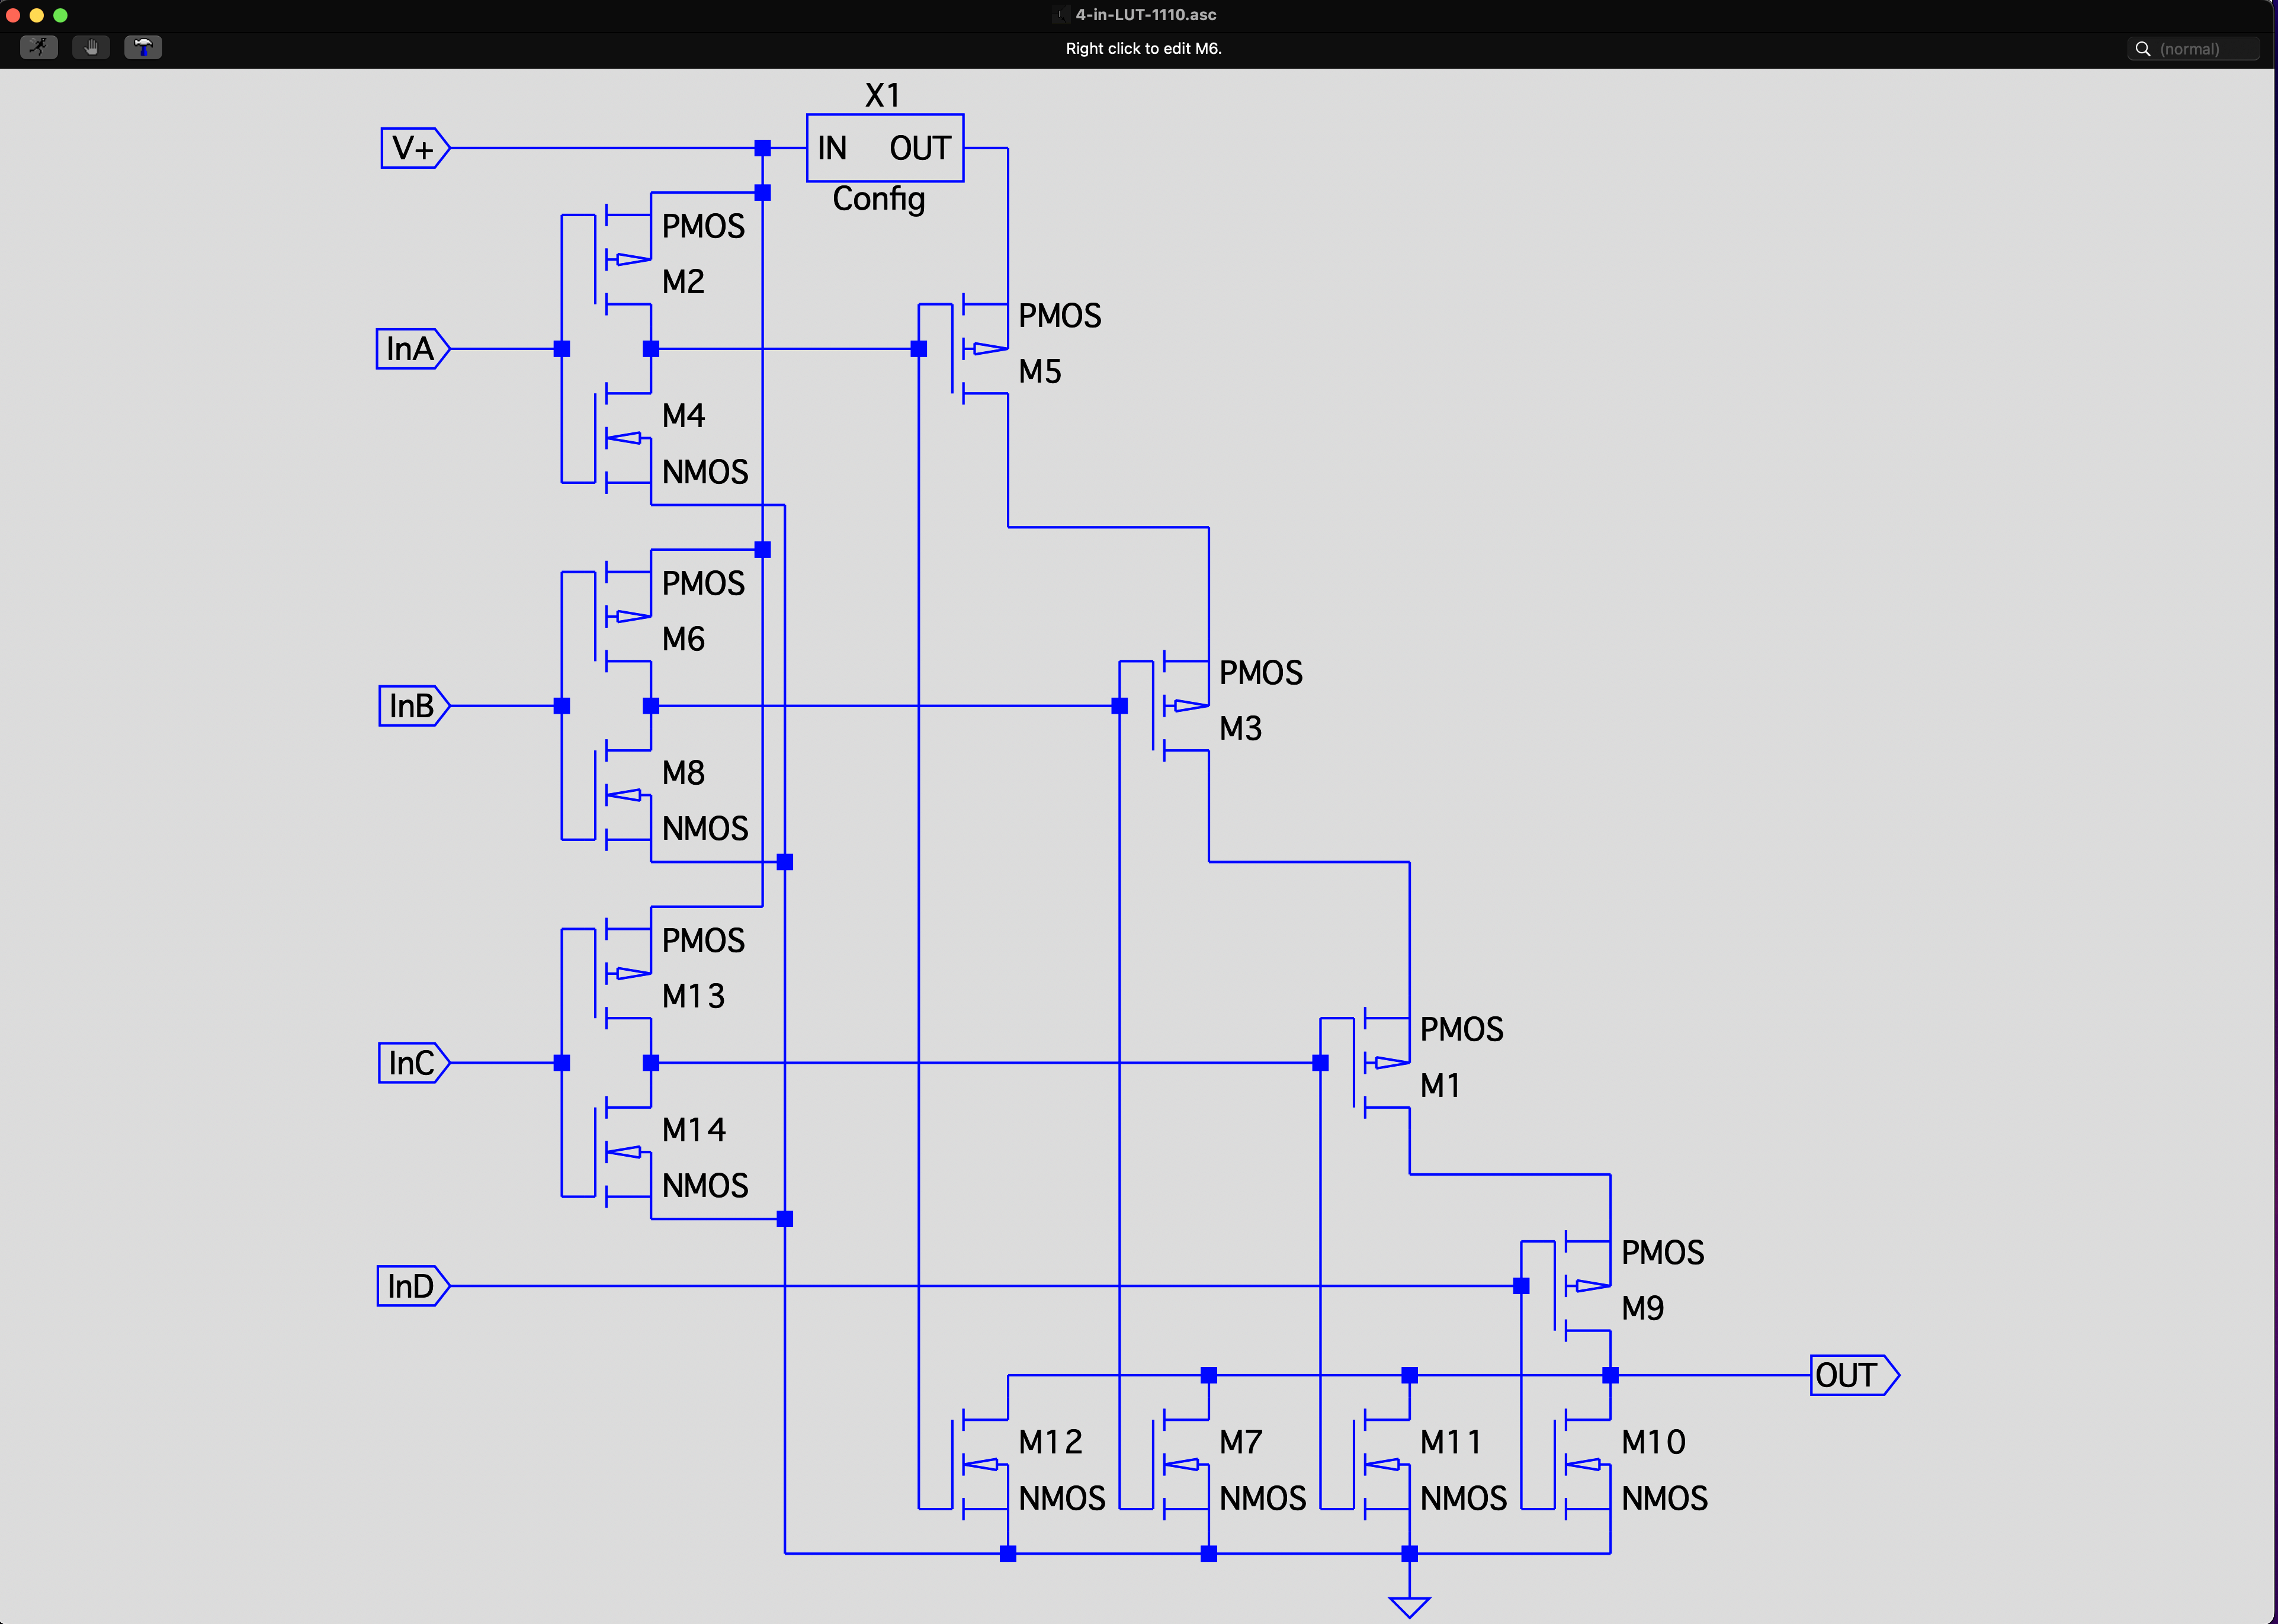 4-in-LUT-1110.asc
Right click to edit M6.
(normal)
X1
V+
IN OUT
Config
PMOS
M2
PMOS
InA
M5
M4
NMOS
PMOS
M6
PMOS
InB
M3
M8
NMOS
PMOS
M13
PMOS
InC
M1
M14
NMOS
PMOS
InD
M9
OUT
M12 M7 M11 M10
NMOS NMOS NMOS NMOS